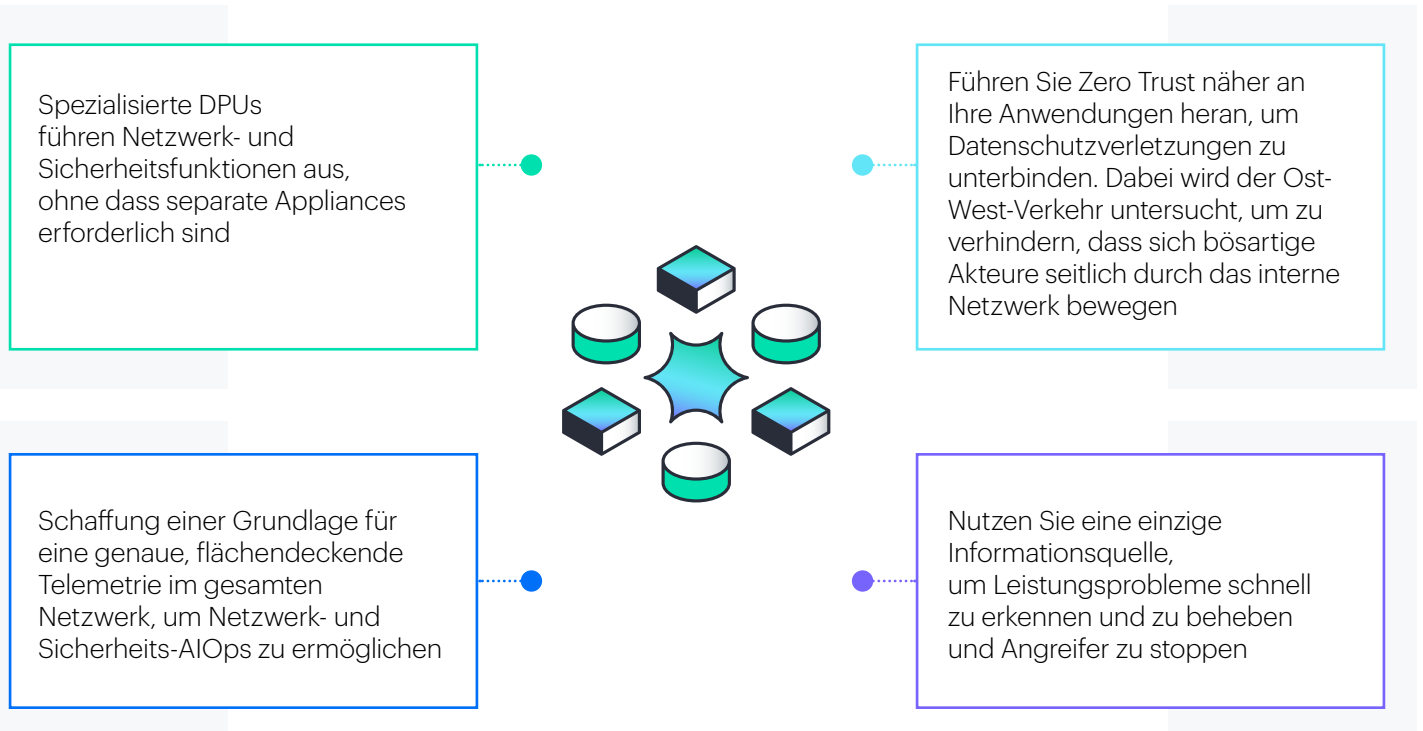 Spezialisierte DPUs
führen Netzwerk- und
Sicherheitsfunktionen aus,
ohne dass separate Appliances
erforderlich sind
Führen Sie Zero Trust näher an
Ihre Anwendungen heran, um
Datenschutzverletzungen zu
unterbinden. Dabei wird der Ost-
West-Verkehr untersucht, um zu
verhindern, dass sich bösartige
Akteure seitlich durch das interne
Netzwerk bewegen
Schaffung einer Grundlage für
eine genaue, flächendeckende
Telemetrie im gesamten
Netzwerk, um Netzwerk- und
Sicherheits-AIOps zu ermöglichen
Nutzen Sie eine einzige
Informationsquelle,
um Leistungsprobleme schnell
zu erkennen und zu beheben
und Angreifer zu stoppen